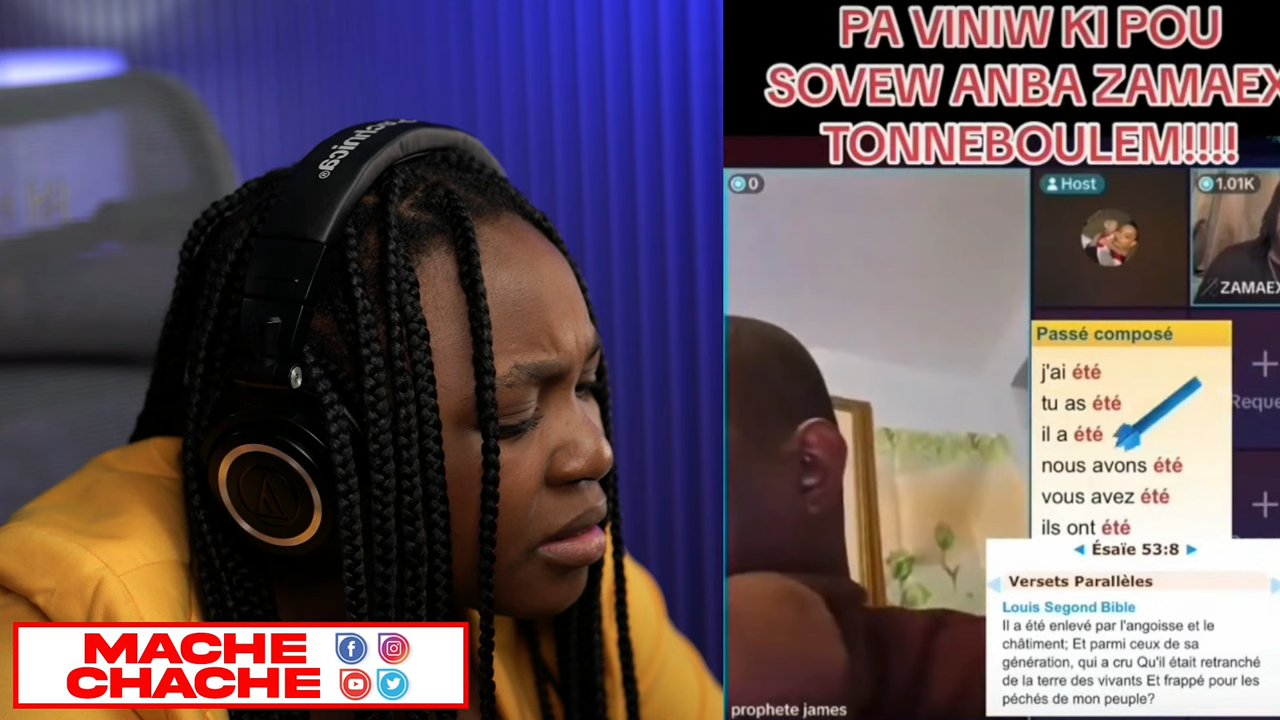 PA VINIW KI POU
SOVEW ANBA ZAMAEX
TONNEBOULEM!!!!
0
Host
1.01K
ZAMAEX
Passé composé
j'ai été
tu as été
il a été
nous avons été
vous avez été
ils ont été
Reque
Ésaïe 53:8
Versets Parallèles
Louis Segond Bible
Il a été enlevé par l'angoisse et le
châtiment; Et parmi ceux de sa
génération, qui a cru Qu'il était retranché
de la terre des vivants Et frappé pour les
péchés de mon peuple?
prophete james
technica®
MACHE
CHACHE